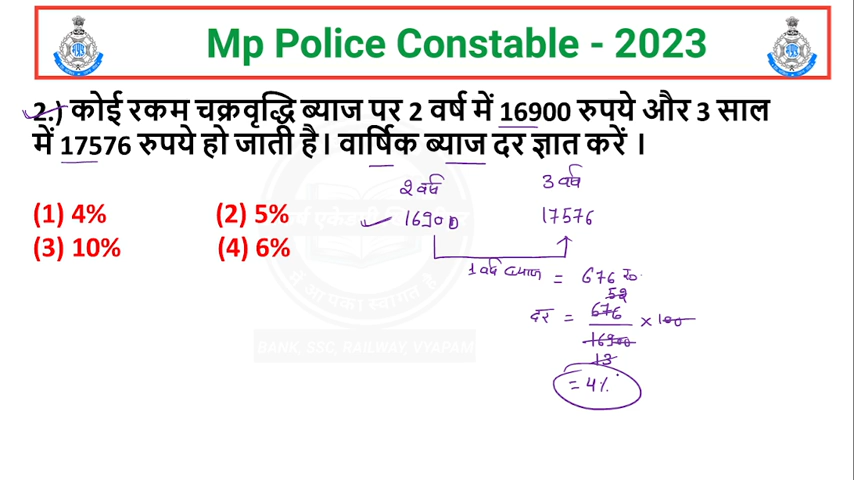 Mp Police Constable - 2023
2.) कोई रकम चक्रवृद्धि ब्याज पर 2 वर्ष में 16900 रुपये और 3 साल
में 17576 रुपये हो जाती है। वार्षिक ब्याज दर ज्ञात करें ।
(1) 4% (2) 5%
(3) 10% (4) 6%
2 वर्ष 3 वर्ष
16900 17576
1 वर्ष ब्याज = 676 रु०
52
दर = 676 × 100
16900
13
= 4%
BANK, SSC, RAILWAY, VYAPAM